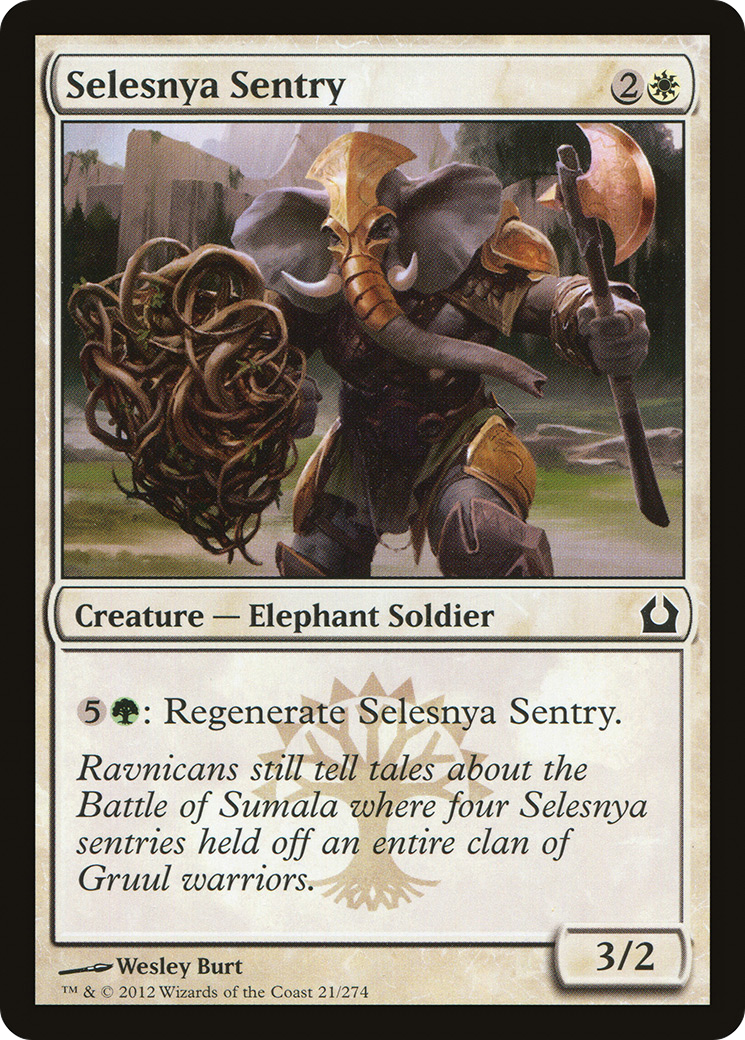 Selesnya Sentry
2
Creature — Elephant Soldier
5: Regenerate Selesnya Sentry.
Ravnicans still tell tales about the
Battle of Sumala where four Selesnya
sentries held off an entire clan of
Gruul warriors.
3/2
Wesley Burt
™ & © 2012 Wizards of the Coast 21/274